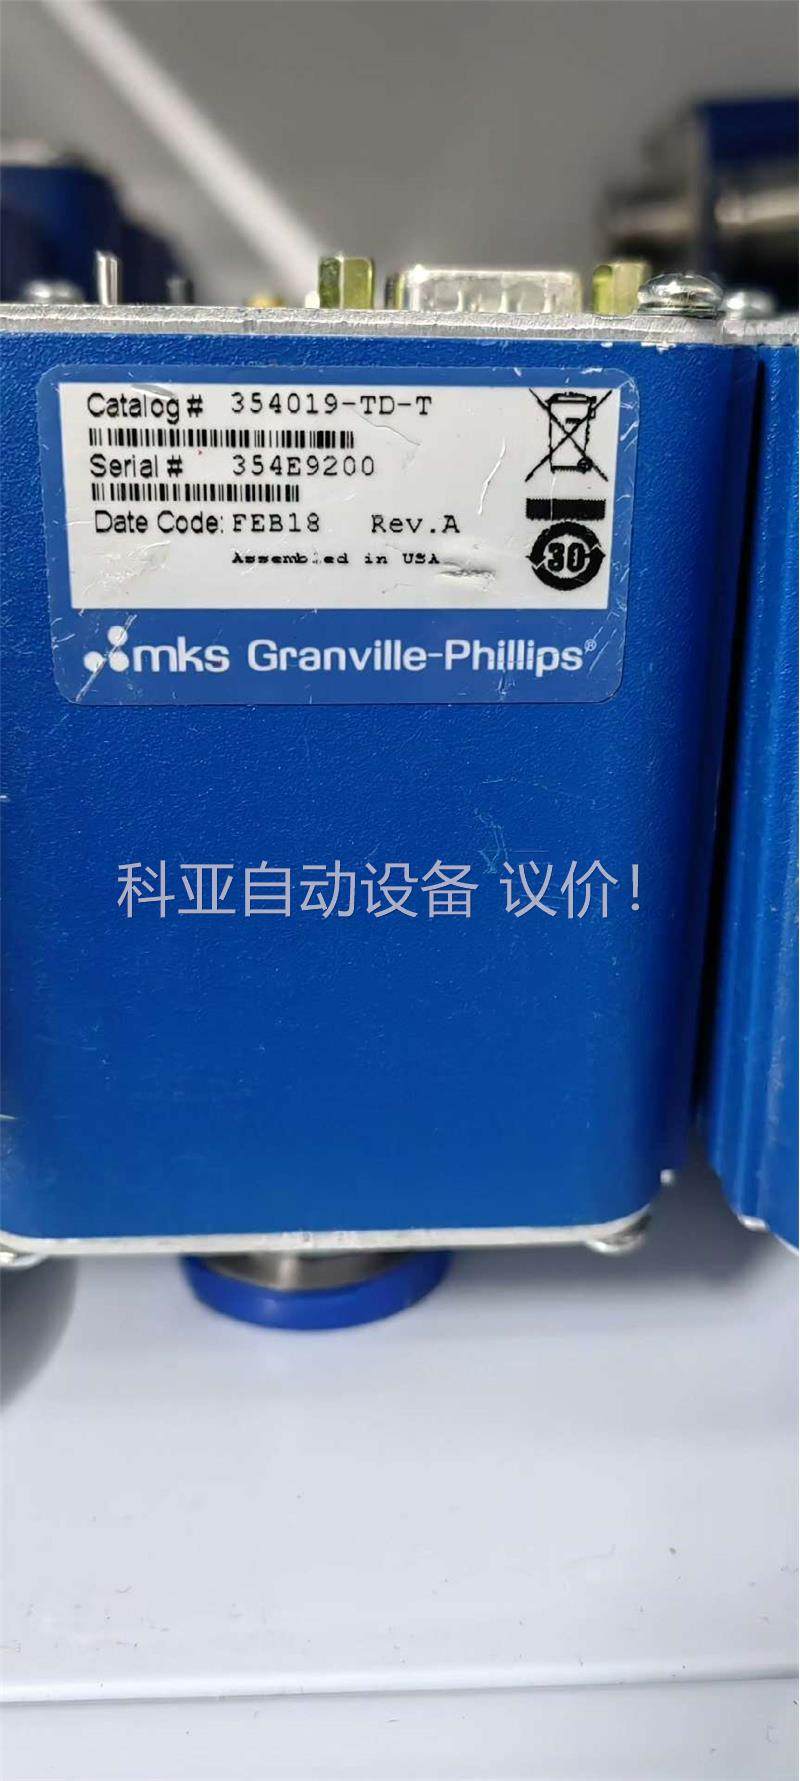 Catalog # 354019-TD-T
Serial # 354E9200
Date Code: FEB18 Rev.A
Assembled in USA
30
mks Granville-Phillips®
科亚自动设备 议价!